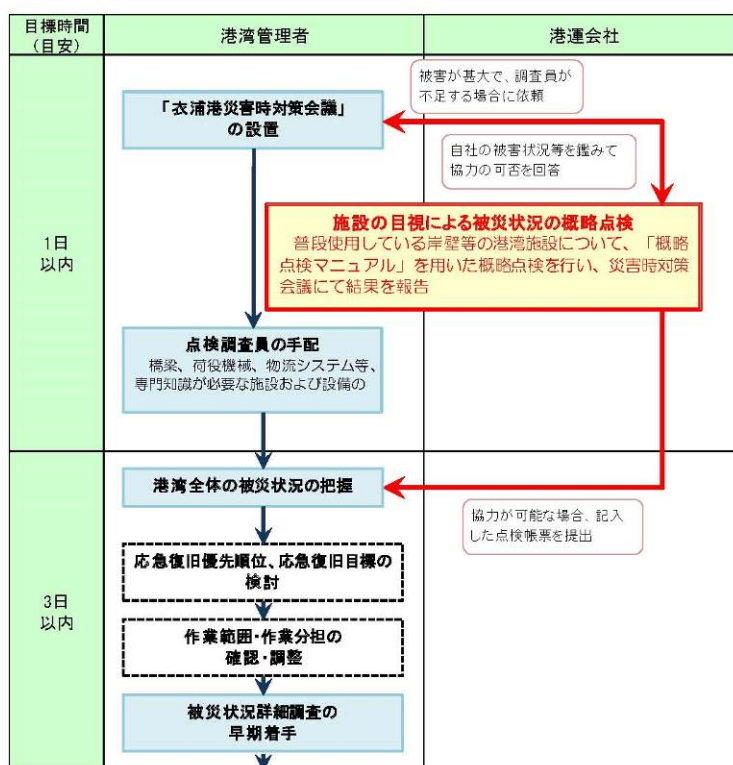 目標時間
(目安)
港湾管理者
港運会社
被害が甚大で、調査員が
不足する場合に依頼
「衣浦港災害時対策会議」
の設置
自社の被害状況等を鑑みて
協力の可否を回答
1日
以内
施設の目視による被災状況の概略点検
普段使用している岸壁等の港湾施設について、「概略
点検マニュアル」を用いた概略点検を行い、災害時対策
会議にて結果を報告
点検調査員の手配
橋梁、荷役機械、物流システム等、
専門知識が必要な施設および設備の
港湾全体の被災状況の把握
協力が可能な場合、記入
した点検帳票を提出
3日
以内
応急復旧優先順位、応急復旧目標の
検討
作業範囲・作業分担の
確認・調整
被災状況詳細調査の
早期着手